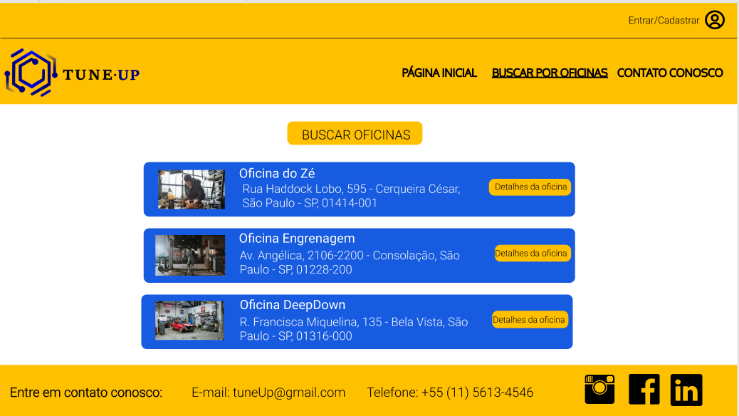 Entrar/Cadastrar
TUNE·UP
PÁGINA INICIAL
BUSCAR POR OFICINAS
CONTATO CONOSCO
BUSCAR OFICINAS
Oficina do Zé
Rua Haddock Lobo, 595 - Cerqueira César,
São Paulo - SP, 01414-001
Detalhes da oficina
Oficina Engrenagem
Av. Angélica, 2106-2200 - Consolação, São
Paulo - SP, 01228-200
Detalhes da oficina
Oficina DeepDown
R. Francisca Miquelina, 135 - Bela Vista, São
Paulo - SP, 01316-000
Detalhes da oficina
Entre em contato conosco:
E-mail: tuneUp@gmail.com
Telefone: +55 (11) 5613-4546